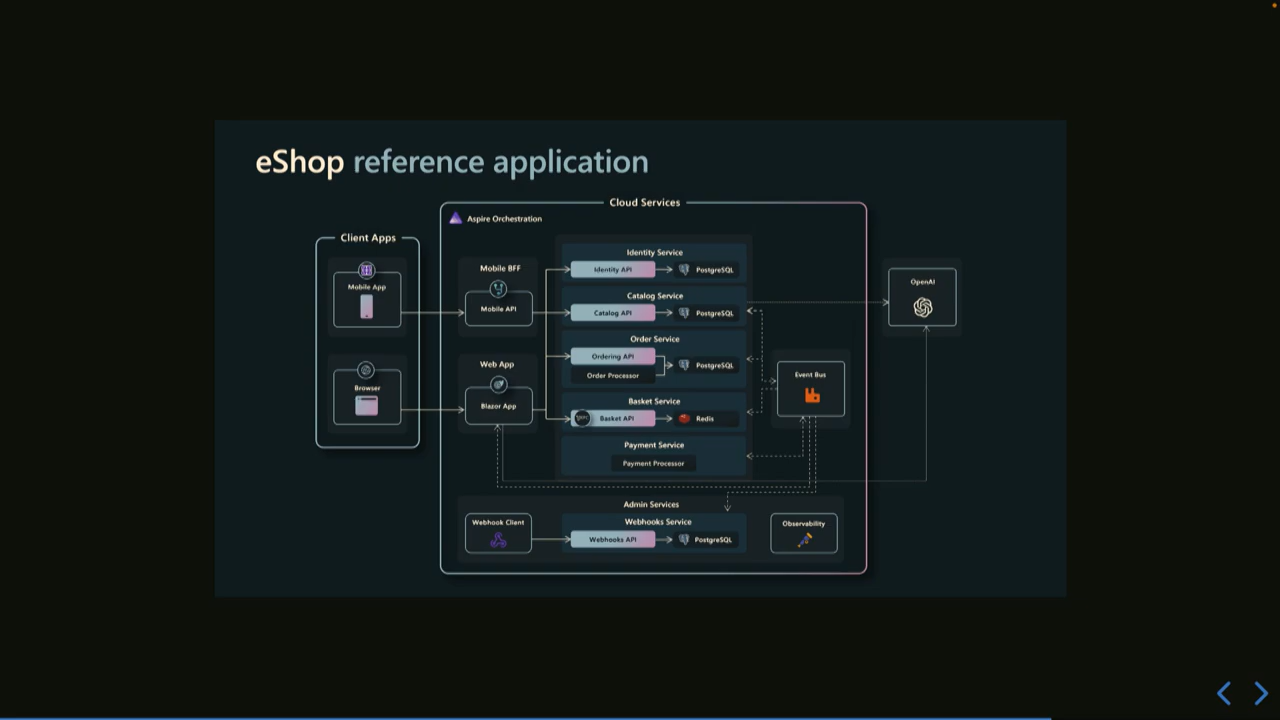 eShop reference application
Cloud Services
Aspire Orchestration
Client Apps
Mobile App
Browser
Mobile BFF
Mobile API
Web App
Blazor App
Identity Service
Identity API
PostgreSQL
Catalog Service
Catalog API
PostgreSQL
Order Service
Ordering API
Order Processor
PostgreSQL
Basket Service
Basket API
Redis
Payment Service
Payment Processor
Event Bus
OpenAI
Admin Services
Webhook Client
Webhooks Service
Webhooks API
PostgreSQL
Observability